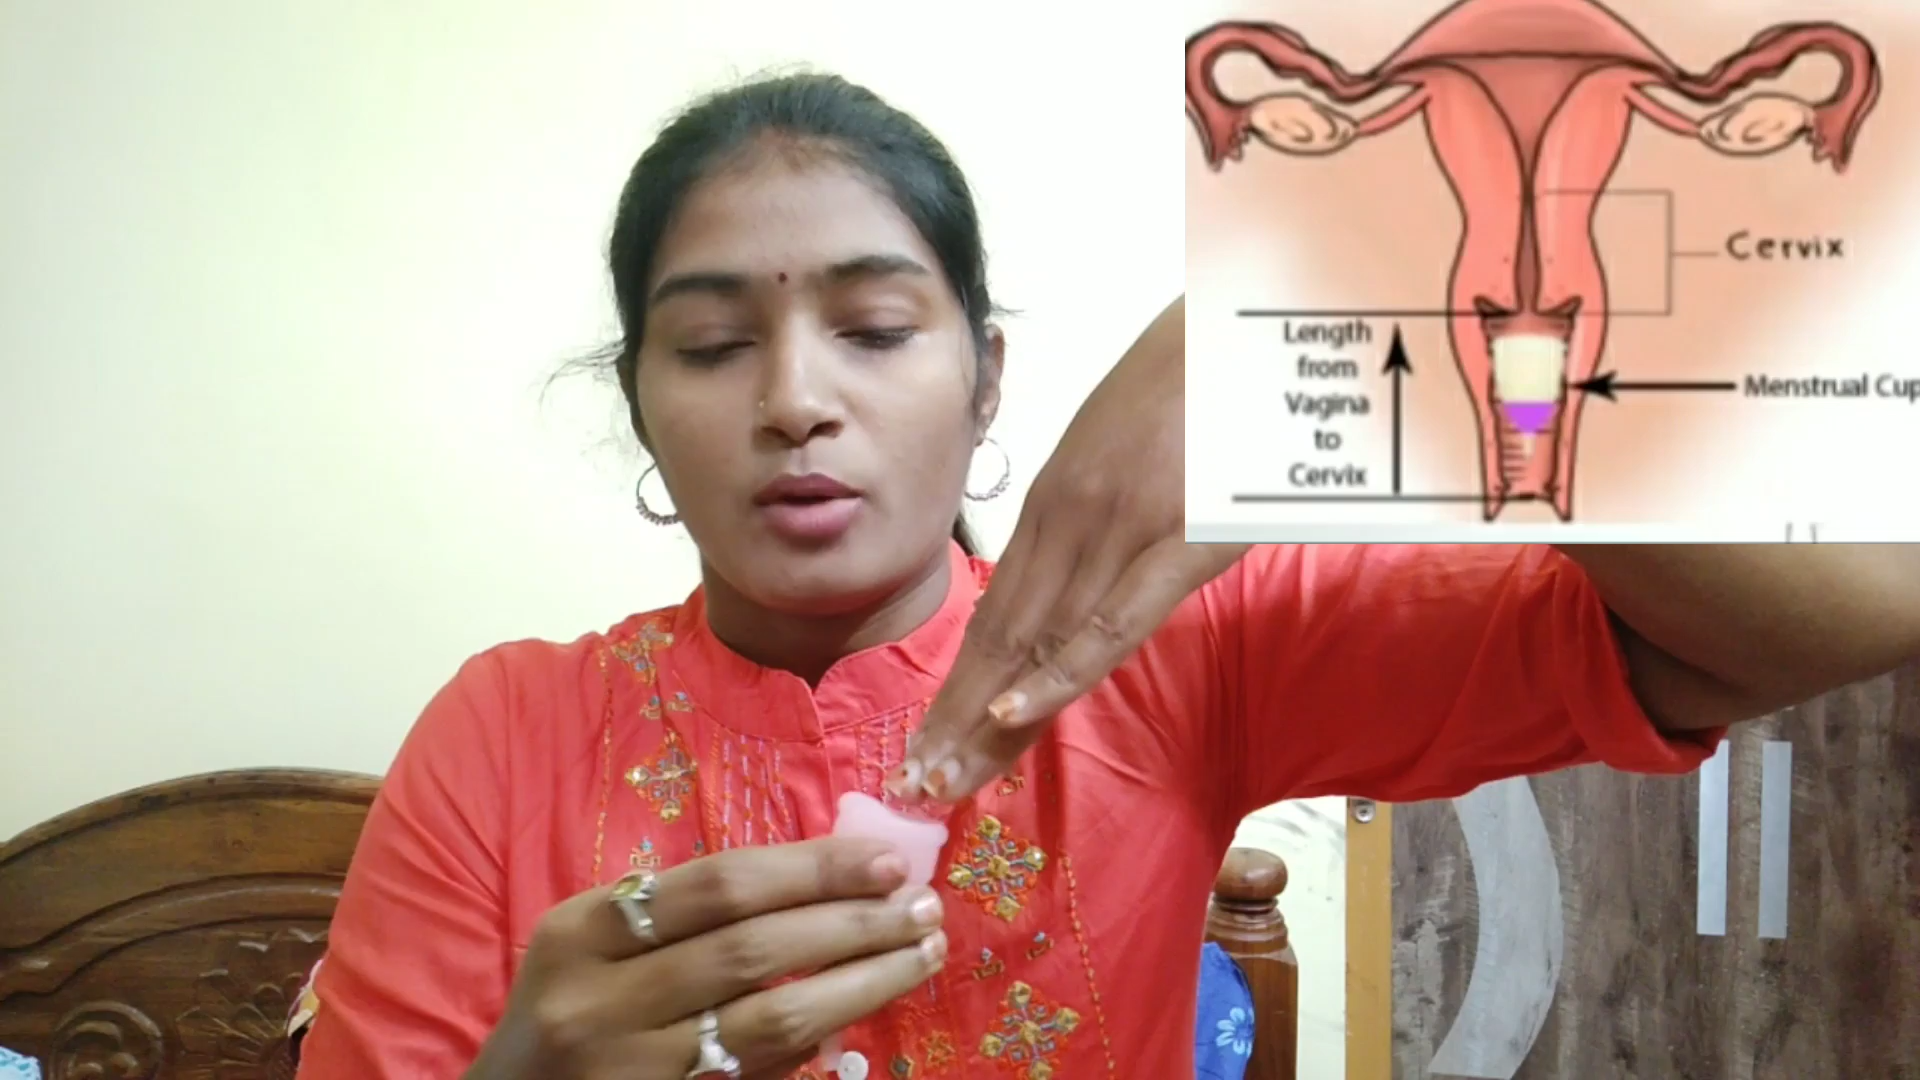 Cervix
Length
from
Vagina
to
Cervix
Menstrual Cup